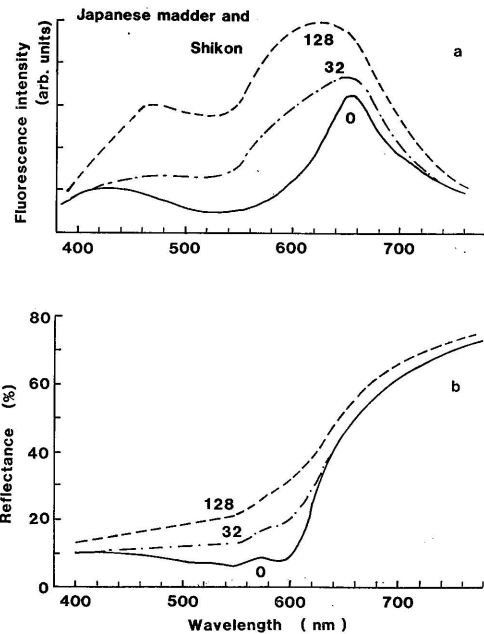 Japanese madder and
Shikon
a
128
32
0
Fluorescence intensity
(arb. units)
400 500 600 700
80
60
40
20
0
b
128
32
0
Reflectance (%)
400 500 600 700
Wavelength ( nm )